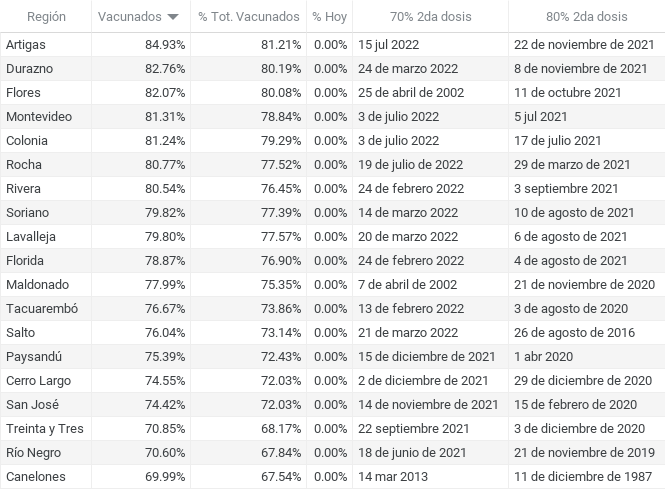 Región Vacunados % Tot. Vacunados % Hoy 70% 2da dosis 80% 2da dosis
Artigas 84.93% 81.21% 0.00% 15 jul 2022 22 de noviembre de 2021
Durazno 82.76% 80.19% 0.00% 24 de marzo 2022 8 de noviembre de 2021
Flores 82.07% 80.08% 0.00% 25 de abril de 2002 11 de octubre 2021
Montevideo 81.31% 78.84% 0.00% 3 de julio 2022 5 jul 2021
Colonia 81.24% 79.29% 0.00% 3 de julio 2022 17 de julio 2021
Rocha 80.77% 77.52% 0.00% 19 de julio de 2022 29 de marzo de 2021
Rivera 80.54% 76.45% 0.00% 24 de febrero 2022 3 septiembre 2021
Soriano 79.82% 77.39% 0.00% 14 de marzo 2022 10 de agosto de 2021
Lavalleja 79.80% 77.57% 0.00% 20 de marzo 2022 6 de agosto de 2021
Florida 78.87% 76.90% 0.00% 24 de febrero 2022 4 de agosto de 2021
Maldonado 77.99% 75.35% 0.00% 7 de abril de 2002 21 de noviembre de 2020
Tacuarembó 76.67% 73.86% 0.00% 13 de febrero 2022 3 de agosto de 2020
Salto 76.04% 73.14% 0.00% 21 de marzo 2022 26 de agosto de 2016
Paysandú 75.39% 72.43% 0.00% 15 de diciembre de 2021 1 abr 2020
Cerro Largo 74.55% 72.03% 0.00% 2 de diciembre de 2021 29 de diciembre de 2020
San José 74.42% 72.03% 0.00% 14 de noviembre de 2021 15 de febrero de 2020
Treinta y Tres 70.85% 68.17% 0.00% 22 septiembre 2021 3 de diciembre de 2020
Río Negro 70.60% 67.84% 0.00% 18 de junio de 2021 21 de noviembre de 2019
Canelones 69.99% 67.54% 0.00% 14 mar 2013 11 de diciembre de 1987